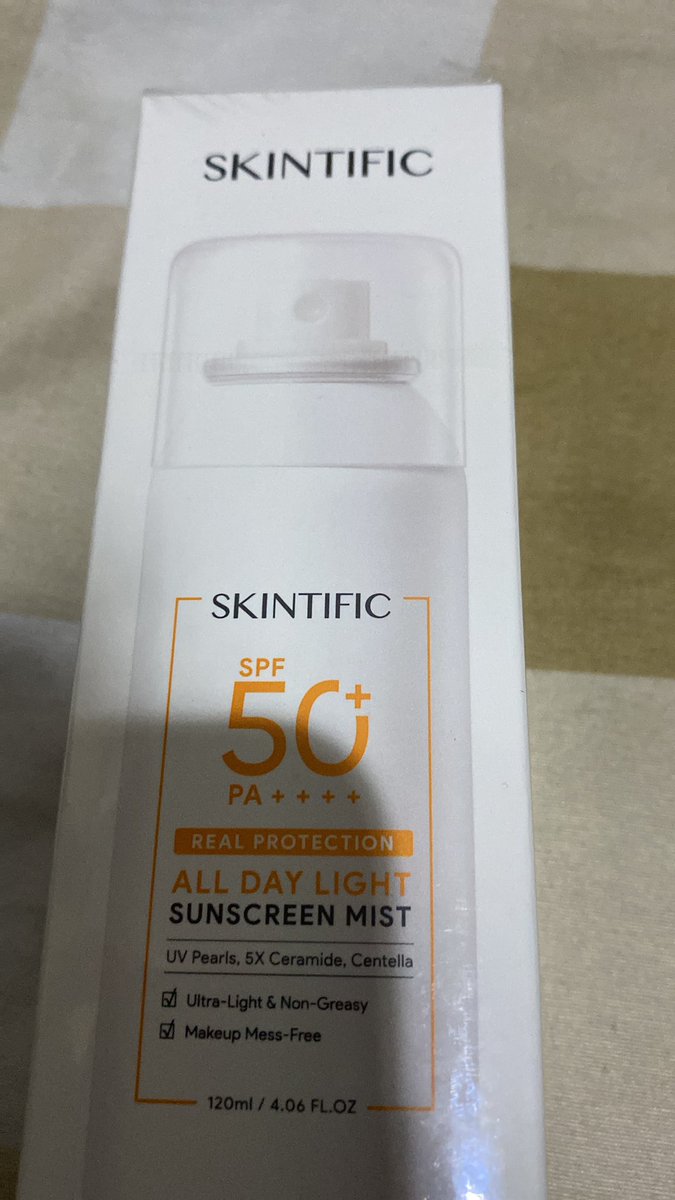 SKINTIFIC
SKINTIFIC
SPF
50+
PA ++++
REAL PROTECTION
ALL DAY LIGHT
SUNSCREEN MIST
UV Pearls, 5X Ceramide, Centella
Ultra-Light & Non-Greasy
Makeup Mess-Free
120ml / 4.06 FL.OZ